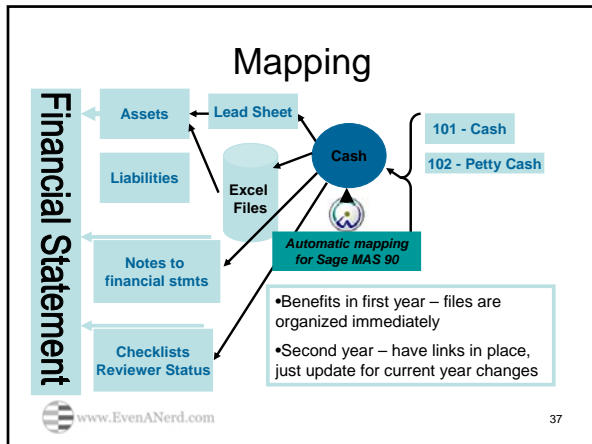 Mapping
Financial Statement
Assets
Lead Sheet
Liabilities
Excel
Files
Cash
101 - Cash
102 - Petty Cash
Automatic mapping
for Sage MAS 90
Notes to
financial stmts
Checklists
Reviewer Status
•Benefits in first year – files are
organized immediately
•Second year – have links in place,
just update for current year changes
www.EvenANerd.com
37